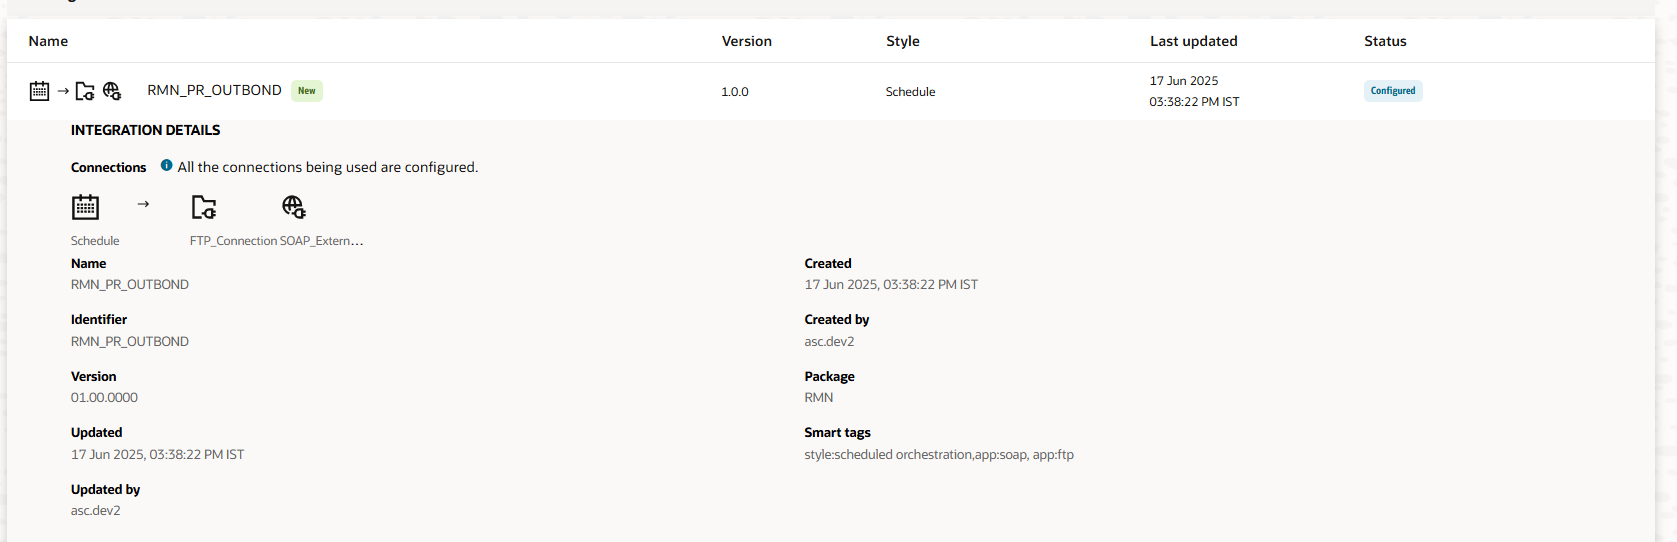 Name Version Style Last updated Status
RMN_PR_OUTBOND New 1.0.0 Schedule 17 Jun 2025 03:38:22 PM IST Configured
INTEGRATION DETAILS
Connections All the connections being used are configured.
Schedule FTP_Connection SOAP_Extern...
Name
RMN_PR_OUTBOND
Identifier
RMN_PR_OUTBOND
Version
01.00.0000
Updated
17 Jun 2025, 03:38:22 PM IST
Updated by
asc.dev2
Created
17 Jun 2025, 03:38:22 PM IST
Created by
asc.dev2
Package
RMN
Smart tags
style:scheduled orchestration,app:soap, app:ftp